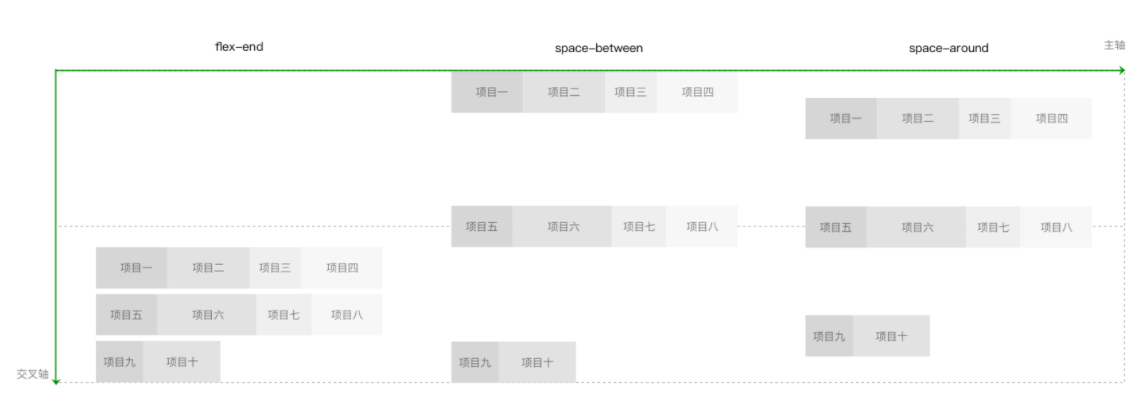 flex-end
space-between
space-around
主轴
项目一 项目二 项目三 项目四
项目一 项目二 项目三 项目四
项目五 项目六 项目七 项目八
项目五 项目六 项目七 项目八
项目一 项目二 项目三 项目四
项目五 项目六 项目七 项目八
项目九 项目十
项目九 项目十
项目九 项目十
交叉轴